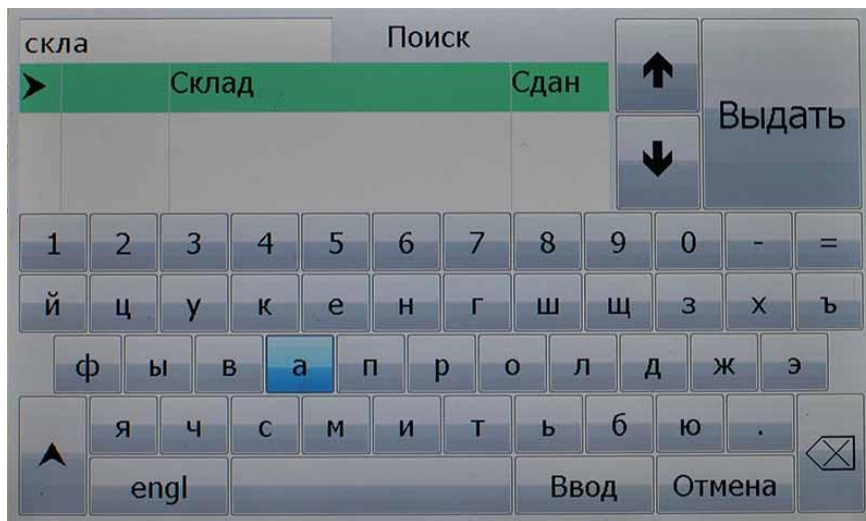 скла Поиск
Склад Сдан
Выдать
1 2 3 4 5 6 7 8 9 0 - =
й ц у к е н г ш щ з х ъ
ф ы в а п р о л д ж э
я ч с м и т ь б ю .
engl Ввод Отмена